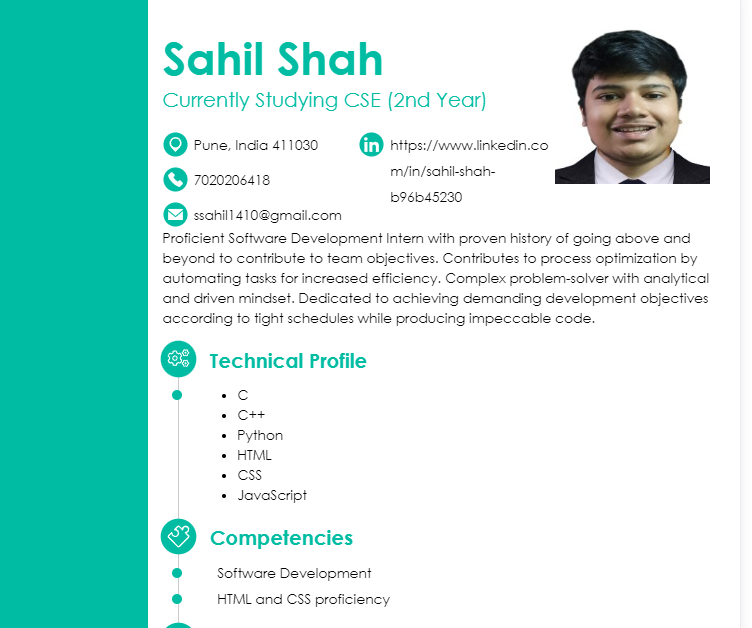 Sahil Shah
Currently Studying CSE (2nd Year)
Pune, India 411030
7020206418
ssahil1410@gmail.com
https://www.linkedin.co
m/in/sahil-shah-
b96b45230
Proficient Software Development Intern with proven history of going above and
beyond to contribute to team objectives. Contributes to process optimization by
automating tasks for increased efficiency. Complex problem-solver with analytical
and driven mindset. Dedicated to achieving demanding development objectives
according to tight schedules while producing impeccable code.
Technical Profile
• C
• C++
• Python
• HTML
• CSS
• JavaScript
Competencies
Software Development
HTML and CSS proficiency